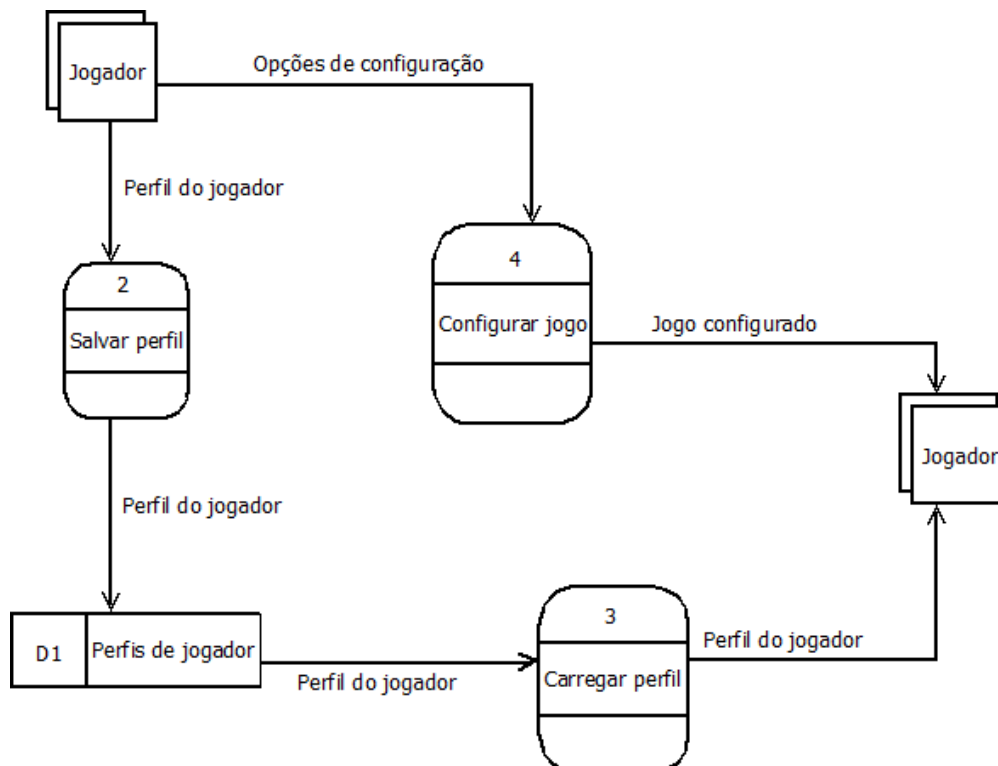 Jogador
Opções de configuração
Perfil do jogador
4
2
Configurar jogo
Jogo configurado
Salvar perfil
Jogador
Perfil do jogador
3
D1
Perfis de jogador
Perfil do jogador
Perfil do jogador
Carregar perfil